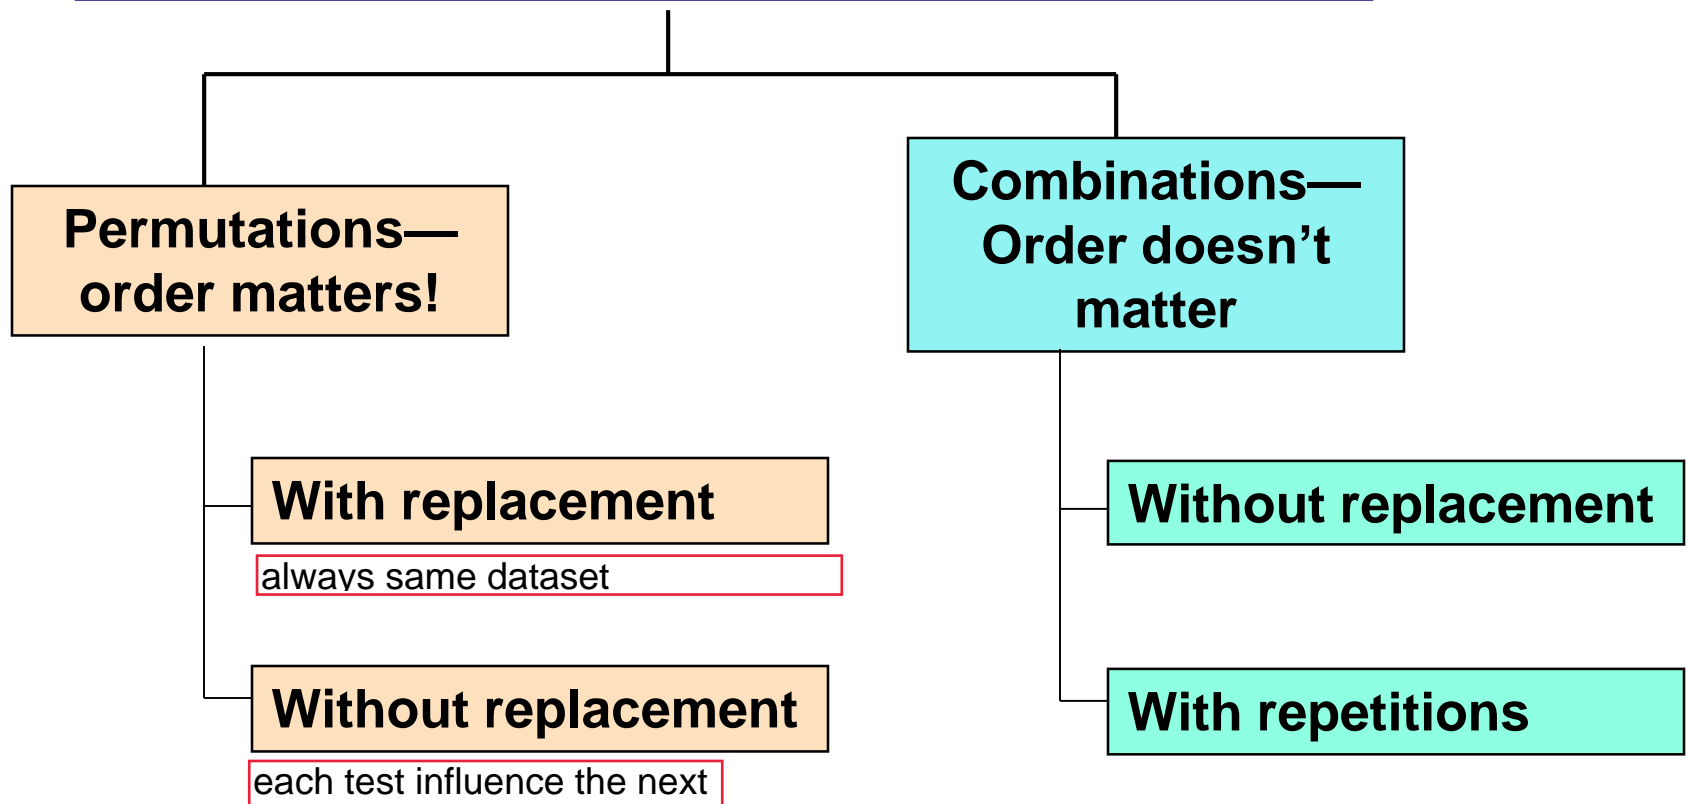 Permutations—
order matters!
Combinations—
Order doesn’t
matter
With replacement
always same dataset
Without replacement
each test influence the next
Without replacement
With repetitions